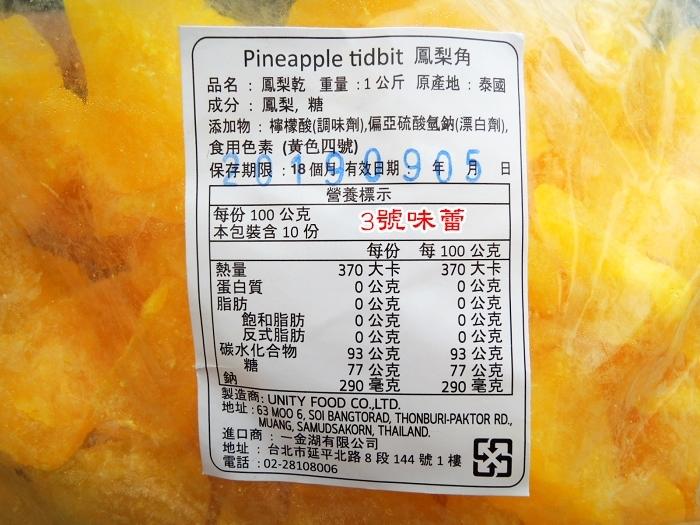 Pineapple tidbit 鳳梨角
品名：鳳梨乾 重量：1公斤 原產地：泰國
成分：鳳梨, 糖
添加物：檸檬酸(調味劑),偏亞硫酸氫鈉(漂白劑),
食用色素 (黃色四號)
保存期限：18個月 有效日期： 年 月 日
20190905
營養標示
每份 100 公克
本包裝含 10 份
3號味蕾
每份 每 100 公克
熱量 370 大卡 370 大卡
蛋白質 0 公克 0 公克
脂肪 0 公克 0 公克
飽和脂肪 0 公克 0 公克
反式脂肪 0 公克 0 公克
碳水化合物 93 公克 93 公克
糖 77 公克 77 公克
鈉 290 毫克 290 毫克
製造商：UNITY FOOD CO.,LTD.
地址：63 MOO 6, SOI BANGTORAD, THONBURI-PAKTOR RD.,
MUANG, SAMUDSAKORN, THAILAND.
進口商：一金湖有限公司
地址：台北市延平北路 8 段 144 號 1 樓
電話：02-28108006